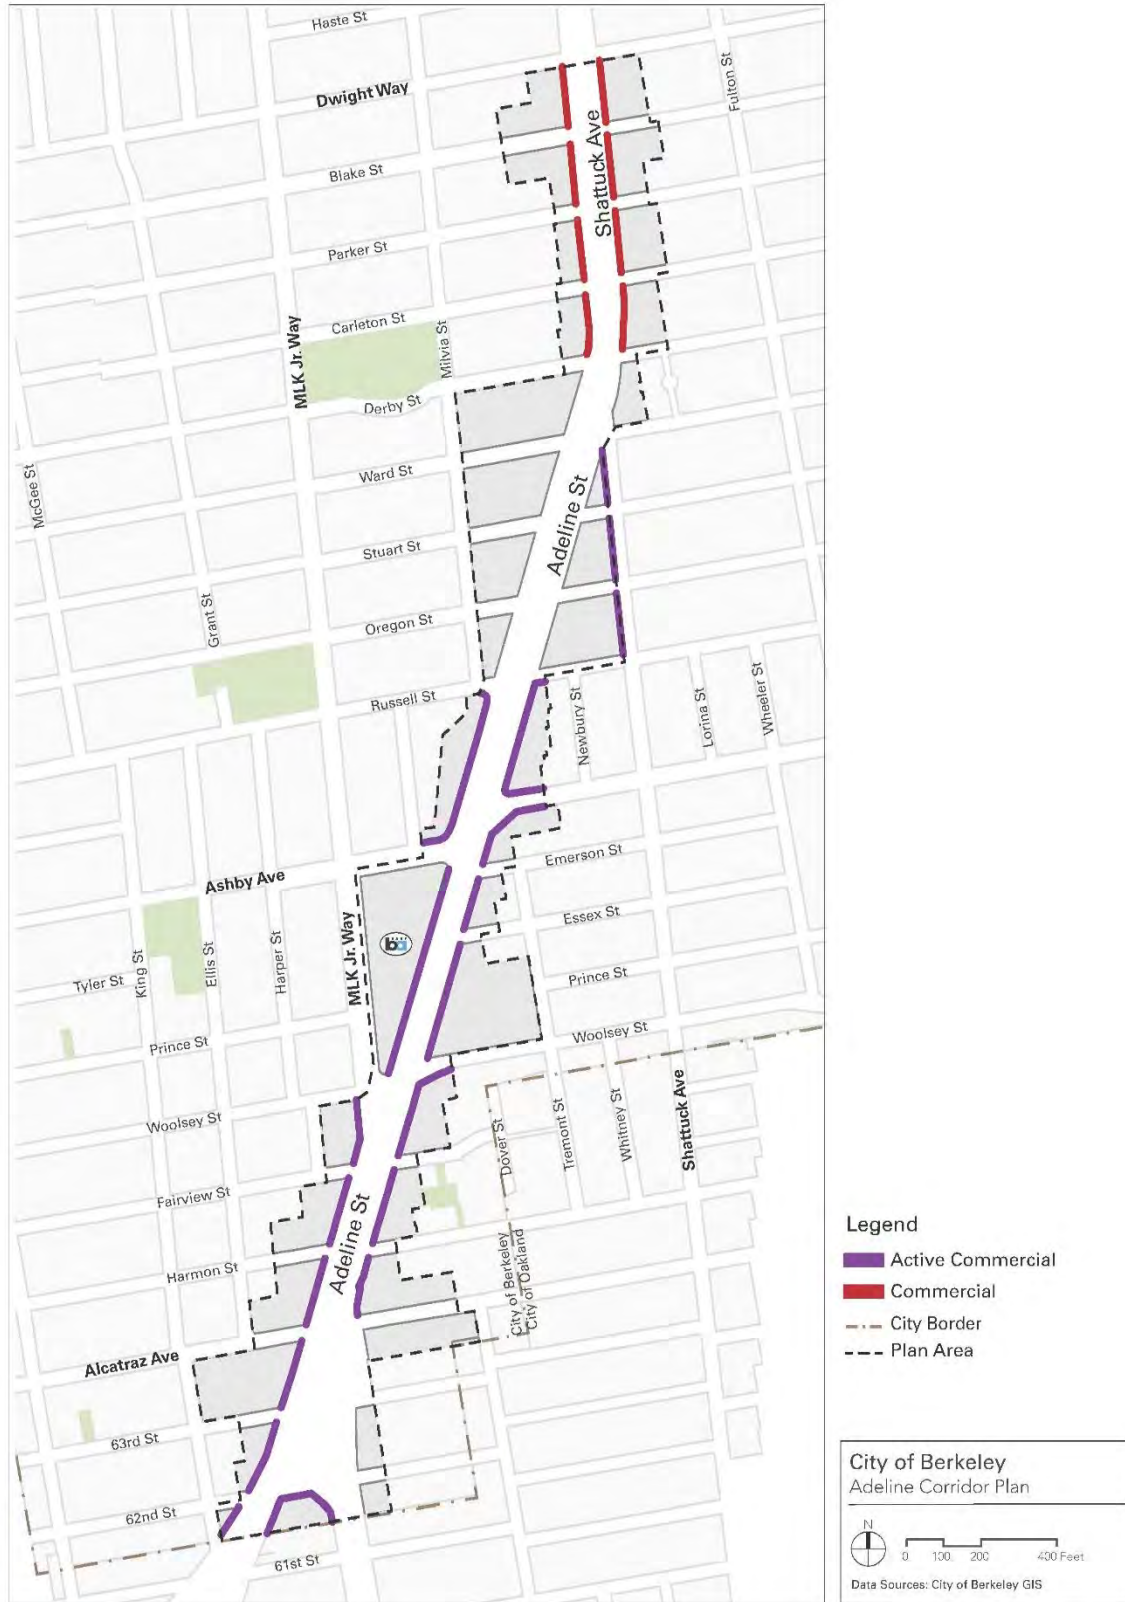 Haste St
Dwight Way
Fulton St
Shattuck Ave
Blake St
Parker St
Carleton St
Milvia St
MLK Jr. Way
Derby St
McGee St
Ward St
Adeline St
Stuart St
Grant St
Oregon St
Russell St
Newbury St
Lorina St
Wheeler St
Emerson St
Ashby Ave
Essex St
MLK Jr. Way
Tyler St
King St
Ellis St
Harper St
Prince St
Prince St
Woolsey St
Woolsey St
Dover St
Tremont St
Whitney St
Shattuck Ave
Fairview St
Adeline St
Harmon St
City of Berkeley
City of Oakland
Alcatraz Ave
63rd St
62nd St
61st St
Legend
Active Commercial
Commercial
City Border
Plan Area
City of Berkeley
Adeline Corridor Plan
N
0 100 200 400 Feet
Data Sources: City of Berkeley GIS
ba